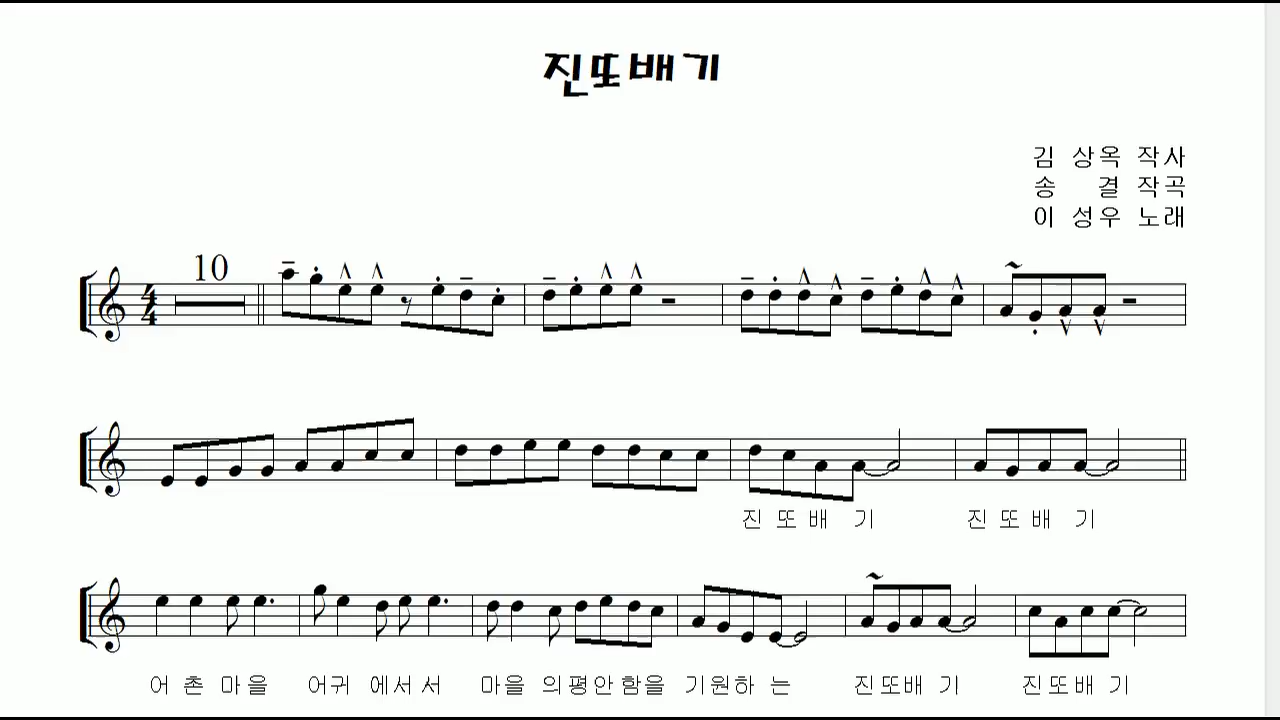 진또배기
김 상옥 작사
송 결 작곡
이 성우 노래
10
4
4
진 또 배 기 진 또 배 기
어 촌 마 을 어귀 에서서 마을 의평안함을 기원하 는 진또배 기 진또배 기